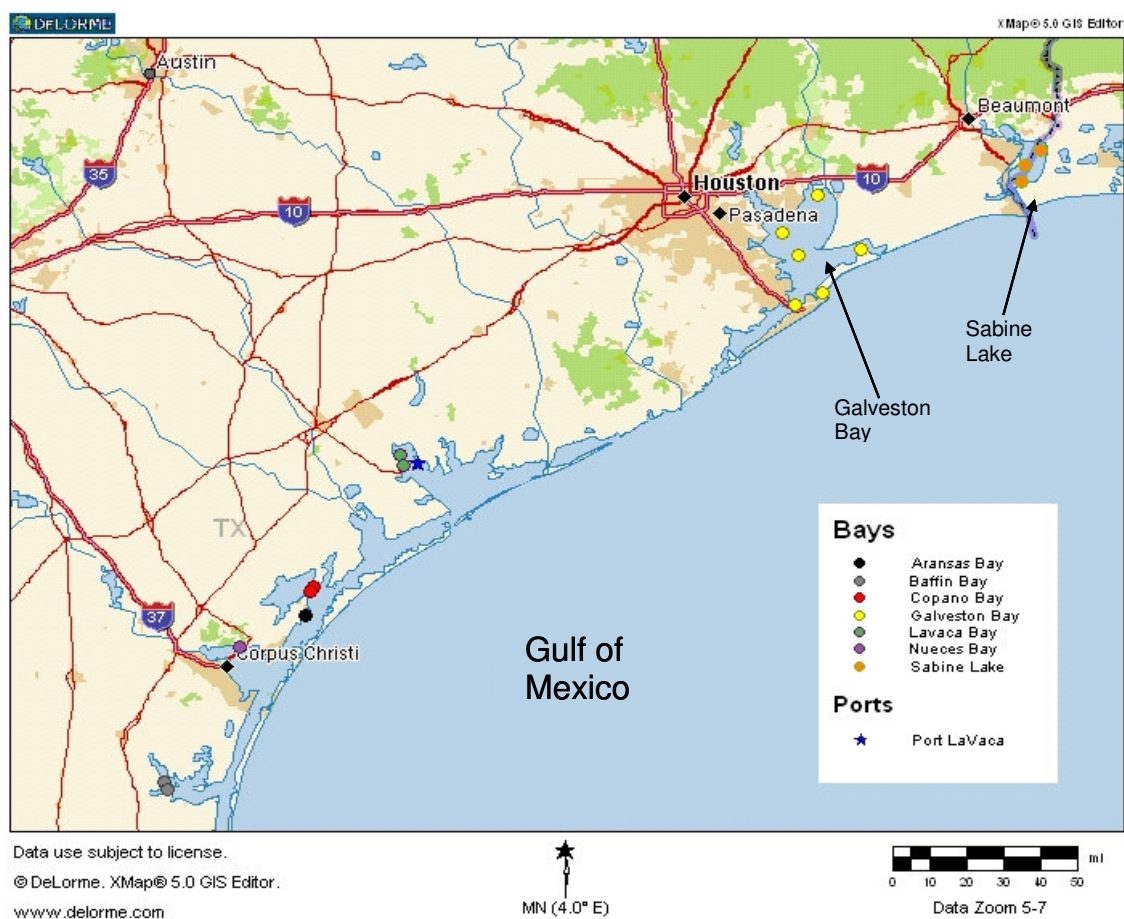 DELORME
XMap® 5.0 GIS Editor
Austin
Beaumont
35
10
Houston
10
Pasadena
Sabine
Lake
Galveston
Bay
TX
Bays
Aransas Bay
Baffin Bay
Copano Bay
Galveston Bay
Lavaca Bay
Nueces Bay
Sabine Lake
Ports
Port LaVaca
37
Corpus Christi
Gulf of
Mexico
Data use subject to license.
© DeLorme. XMap® 5.0 GIS Editor.
www.delorme.com
MN (4.0° E)
mi
0 10 20 30 40 50
Data Zoom 5-7